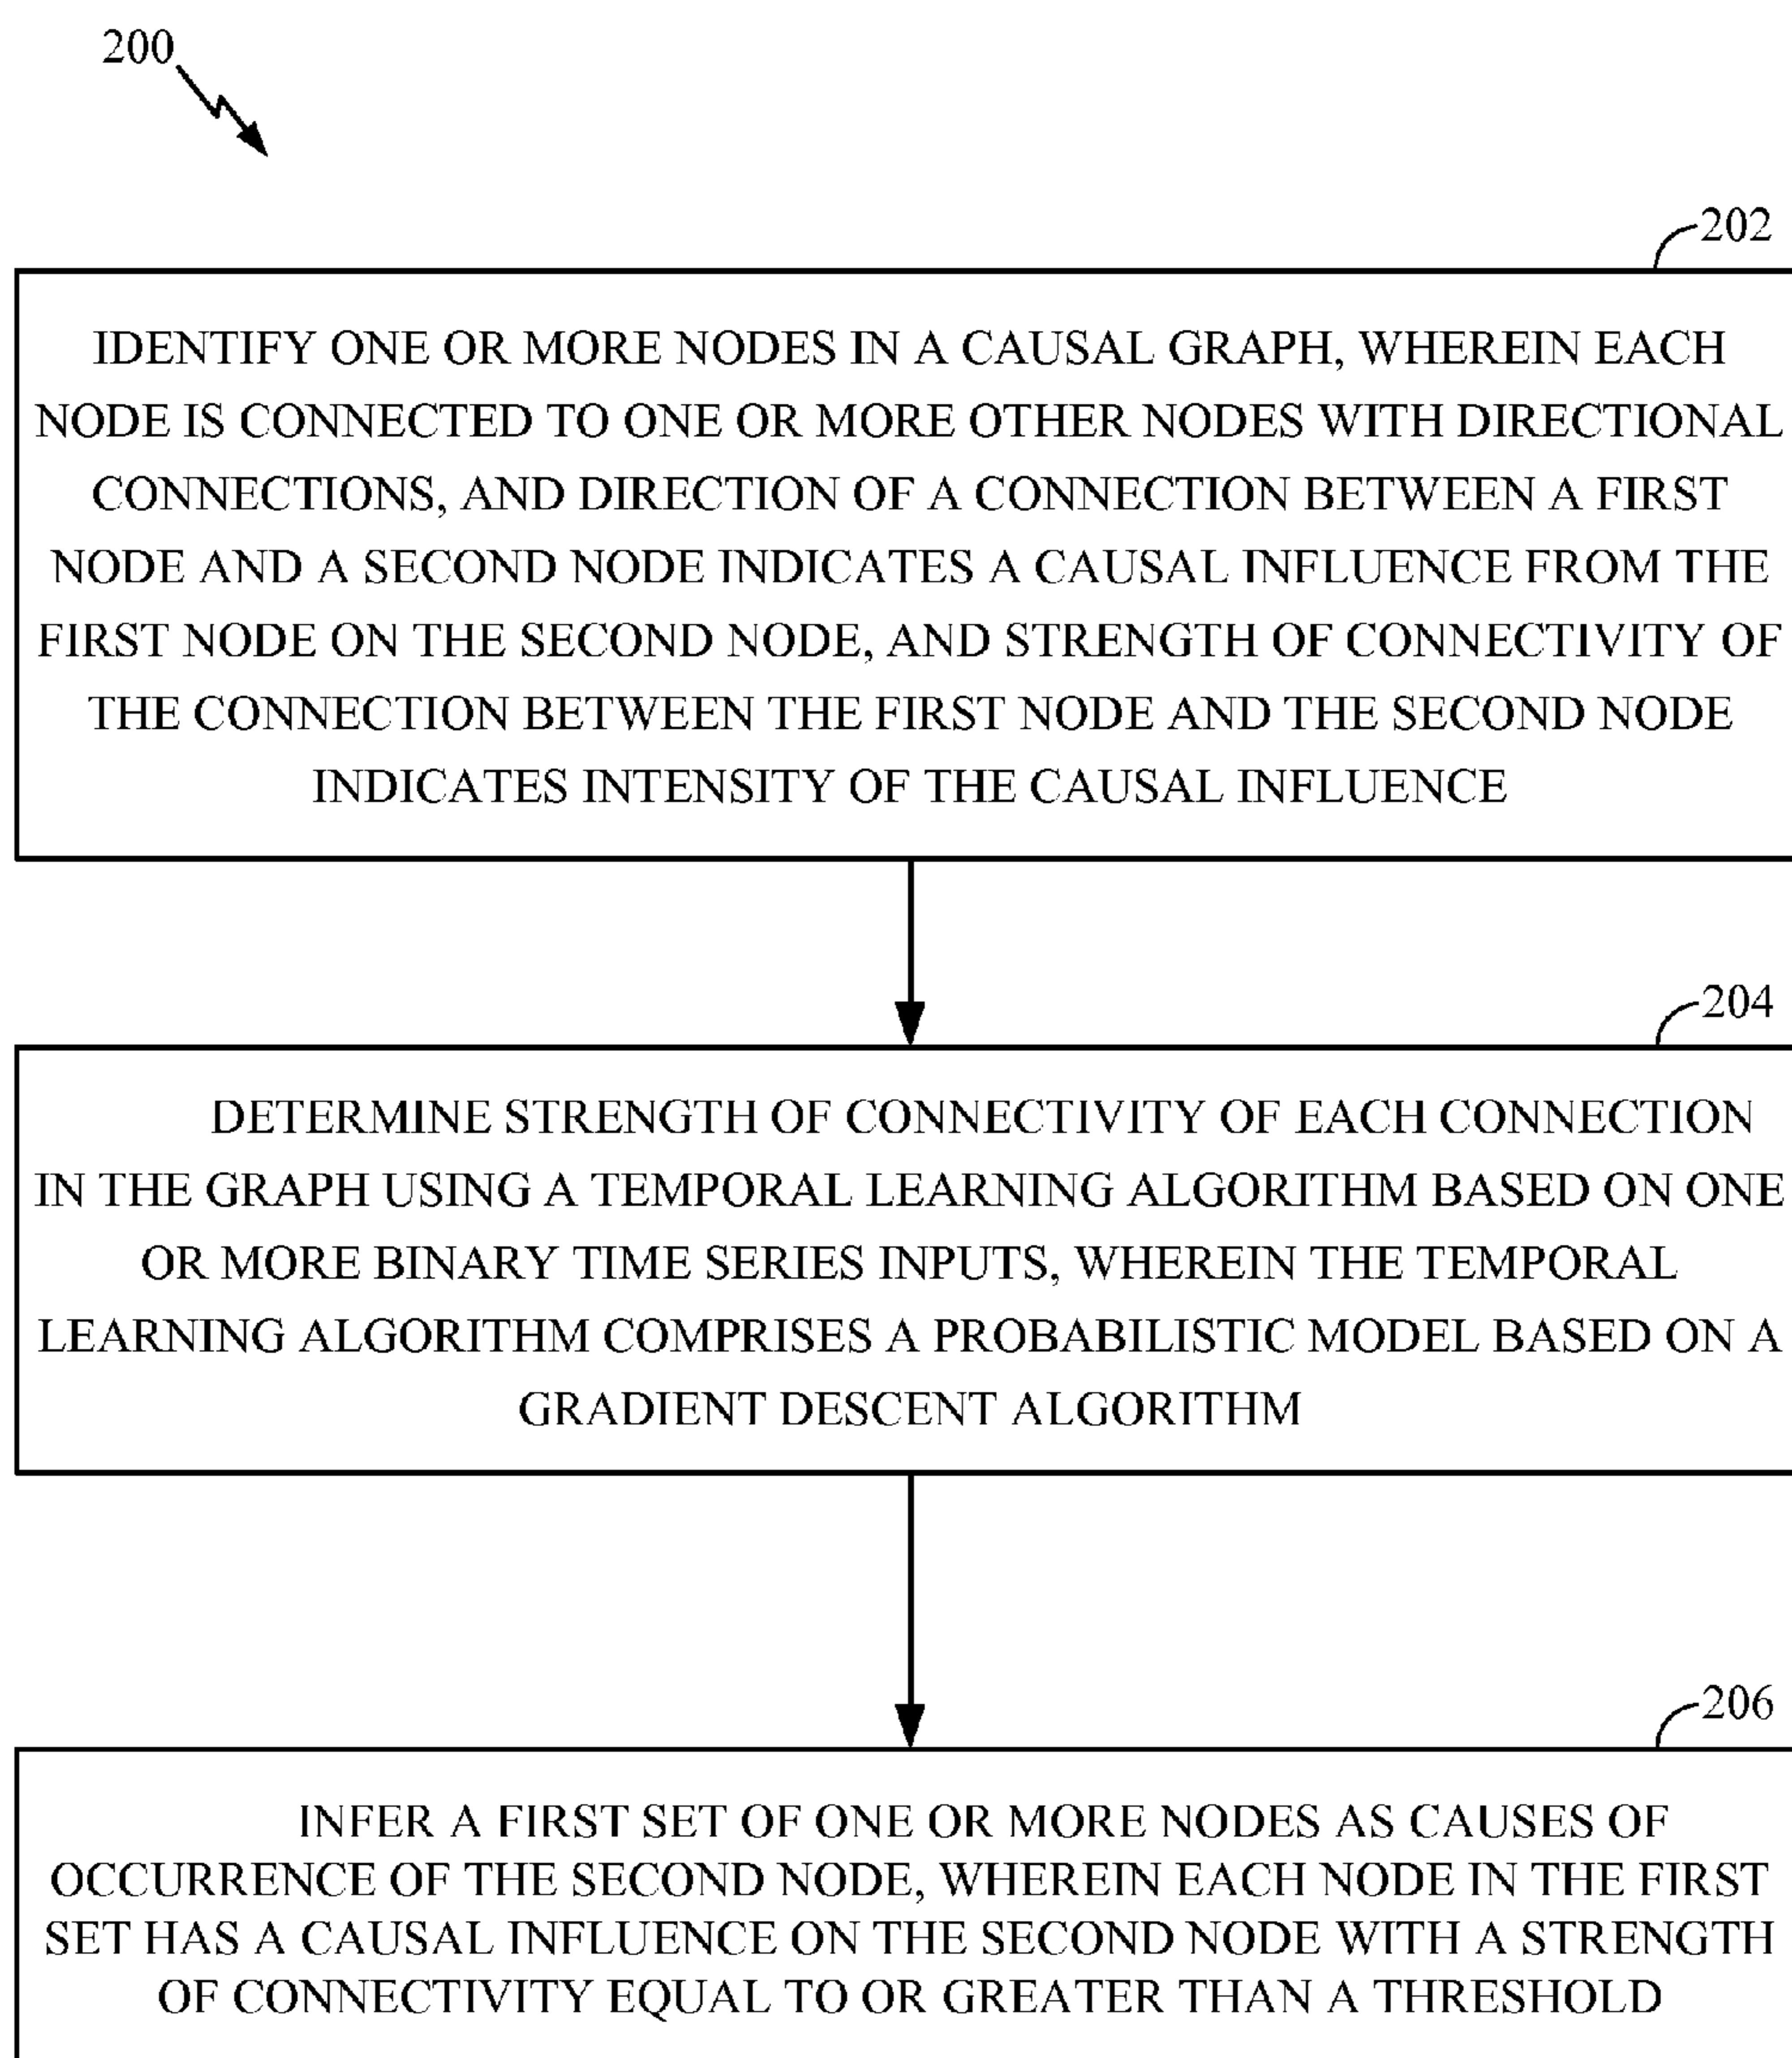 200
202
IDENTIFY ONE OR MORE NODES IN A CAUSAL GRAPH, WHEREIN EACH
NODE IS CONNECTED TO ONE OR MORE OTHER NODES WITH DIRECTIONAL
CONNECTIONS, AND DIRECTION OF A CONNECTION BETWEEN A FIRST
NODE AND A SECOND NODE INDICATES A CAUSAL INFLUENCE FROM THE
FIRST NODE ON THE SECOND NODE, AND STRENGTH OF CONNECTIVITY OF
THE CONNECTION BETWEEN THE FIRST NODE AND THE SECOND NODE
INDICATES INTENSITY OF THE CAUSAL INFLUENCE
204
DETERMINE STRENGTH OF CONNECTIVITY OF EACH CONNECTION
IN THE GRAPH USING A TEMPORAL LEARNING ALGORITHM BASED ON ONE
OR MORE BINARY TIME SERIES INPUTS, WHEREIN THE TEMPORAL
LEARNING ALGORITHM COMPRISES A PROBABILISTIC MODEL BASED ON A
GRADIENT DESCENT ALGORITHM
206
INFER A FIRST SET OF ONE OR MORE NODES AS CAUSES OF
OCCURRENCE OF THE SECOND NODE, WHEREIN EACH NODE IN THE FIRST
SET HAS A CAUSAL INFLUENCE ON THE SECOND NODE WITH A STRENGTH
OF CONNECTIVITY EQUAL TO OR GREATER THAN A THRESHOLD